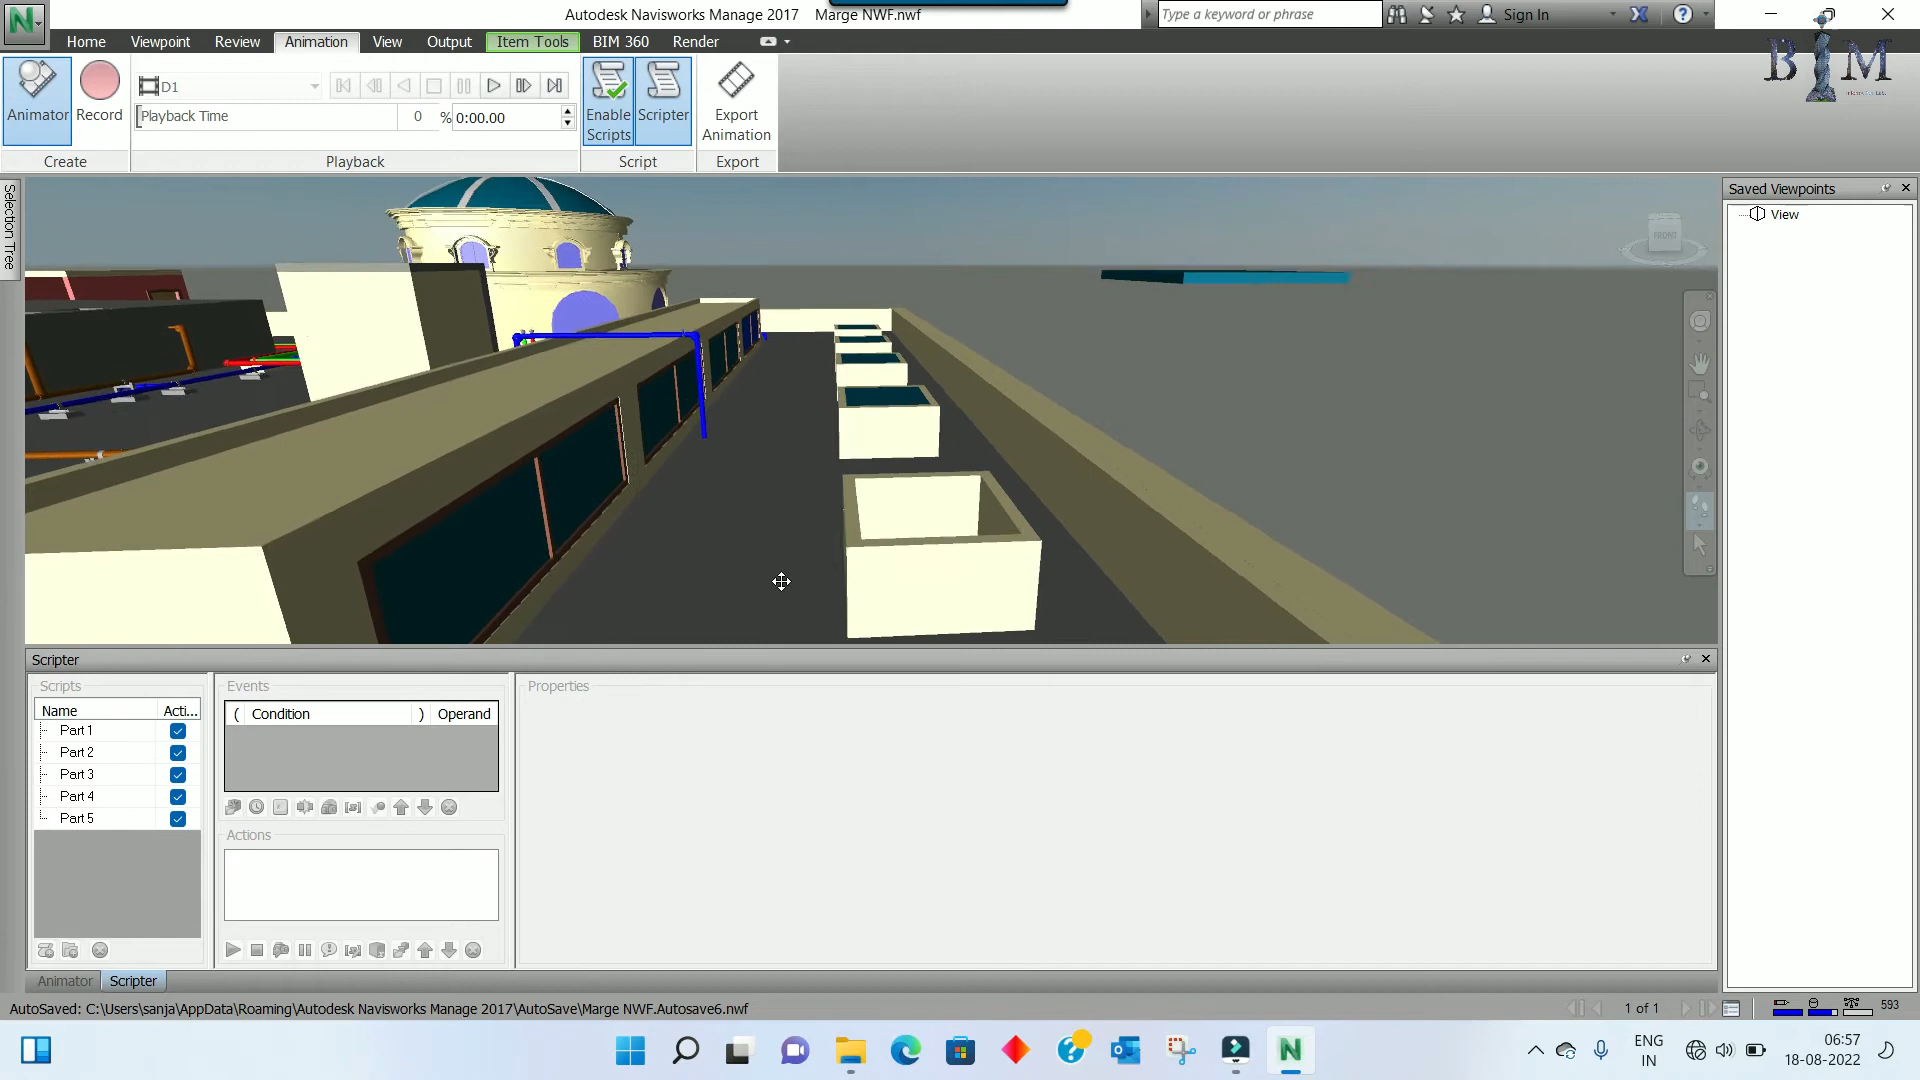 Autodesk Navisworks Manage 2017 Marge NWF.nwf
Type a keyword or phrase
Sign In
Home Viewpoint Review Animation View Output Item Tools BIM 360 Render
BIM
D1
Animator Record
Playback Time 0 % 0:00.00
Enable Scripts Scripter
Export Animation
Create Playback Script Export
Selection Tree
Saved Viewpoints
View
FRONT
Scripter
Scripts
Name Acti...
Part 1
Part 2
Part 3
Part 4
Part 5
Events
( Condition ) Operand
Actions
Properties
Animator Scripter
AutoSaved: C:\Users\sanja\AppData\Roaming\Autodesk Navisworks Manage 2017\AutoSave\Marge NWF.Autosave6.nwf
1 of 1
593
ENG
IN
06:57
18-08-2022